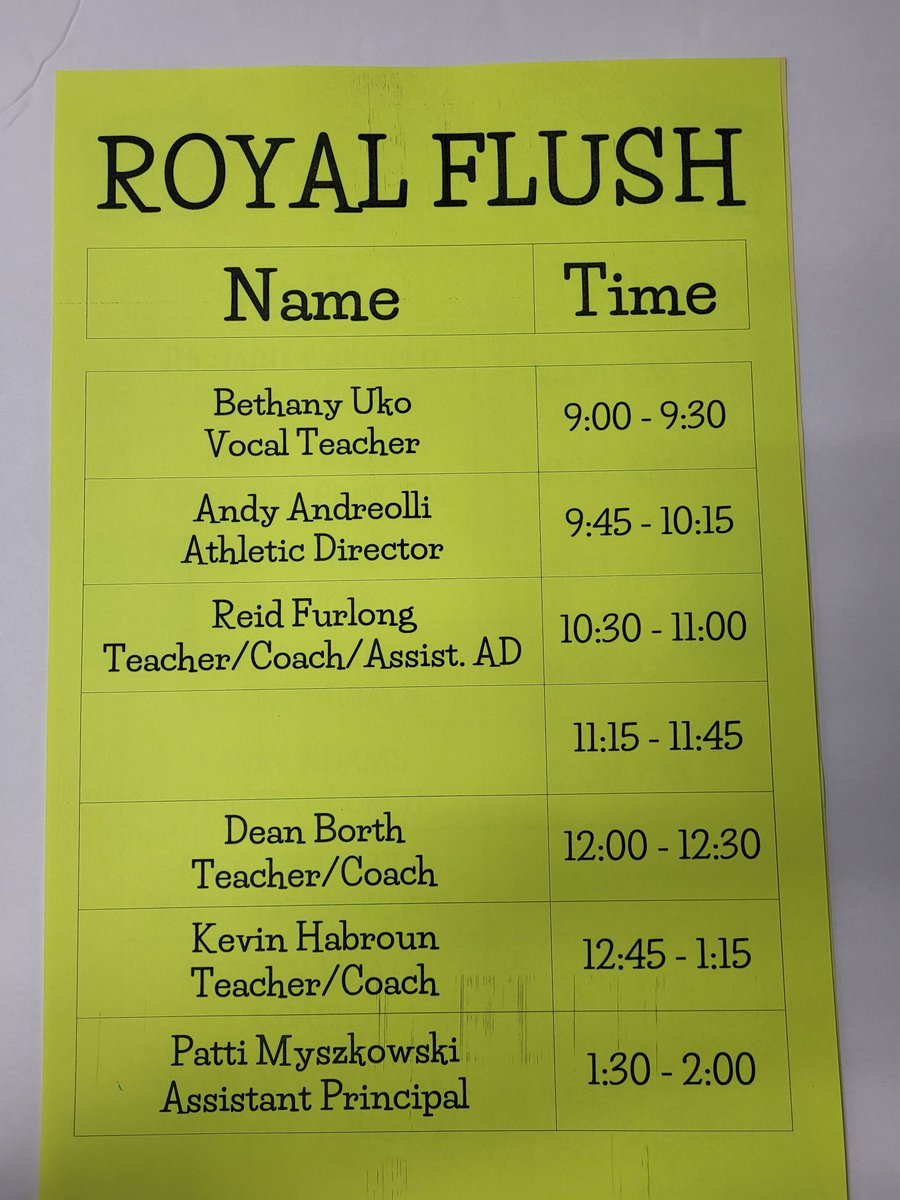 ROYAL FLUSH
Name Time
Bethany Uko
Vocal Teacher
9:00 - 9:30
Andy Andreolli
Athletic Director
9:45 - 10:15
Reid Furlong
Teacher/Coach/Assist. AD
10:30 - 11:00
11:15 - 11:45
Dean Borth
Teacher/Coach
12:00 - 12:30
Kevin Habroun
Teacher/Coach
12:45 - 1:15
Patti Myszkowski
Assistant Principal
1:30 - 2:00